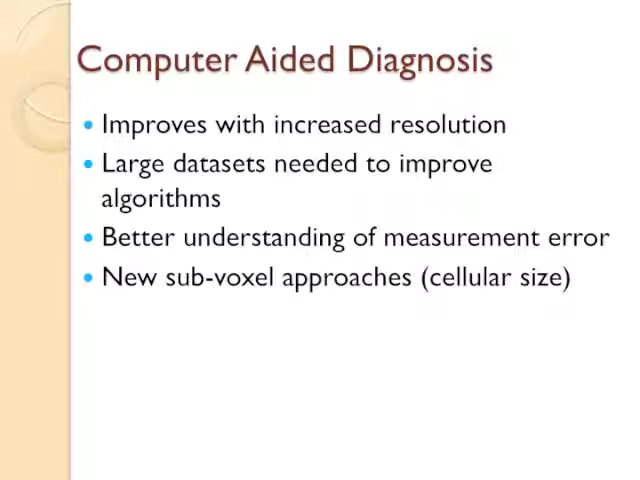 Computer Aided Diagnosis
• Improves with increased resolution
• Large datasets needed to improve
algorithms
• Better understanding of measurement error
• New sub-voxel approaches (cellular size)